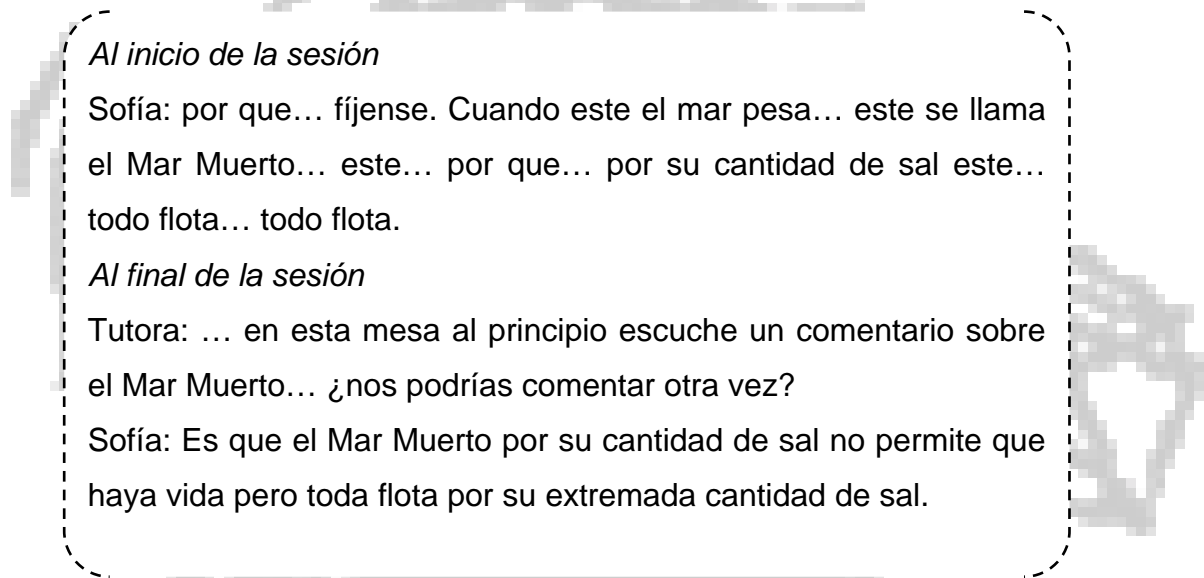 Al inicio de la sesión
Sofía: por que… fíjense. Cuando este el mar pesa… este se llama
el Mar Muerto… este… por que… por su cantidad de sal este…
todo flota… todo flota.
Al final de la sesión
Tutora: … en esta mesa al principio escuche un comentario sobre
el Mar Muerto… ¿nos podrías comentar otra vez?
Sofía: Es que el Mar Muerto por su cantidad de sal no permite que
haya vida pero toda flota por su extremada cantidad de sal.